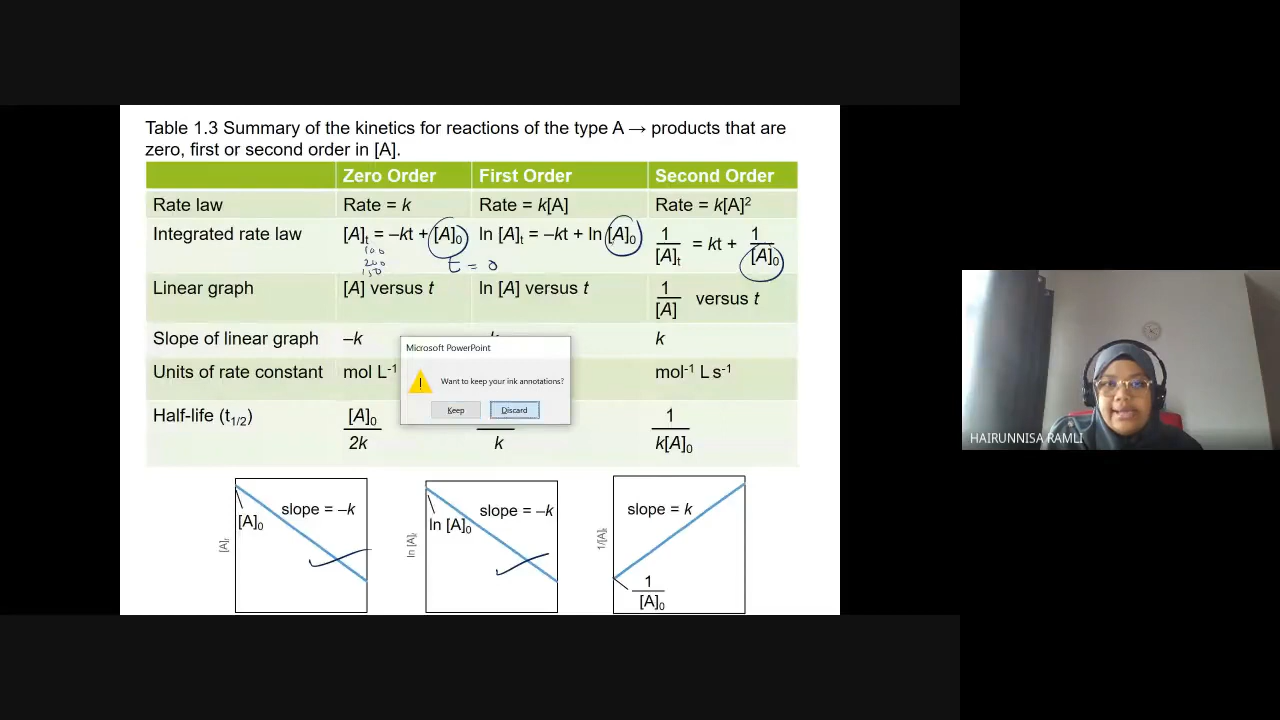 Table 1.3 Summary of the kinetics for reactions of the type A → products that are
zero, first or second order in [A].
Zero Order First Order Second Order
Rate law Rate = k Rate = k[A] Rate = k[A]²
Integrated rate law [A]t = –kt + [A]₀ ln [A]t = –kt + ln [A]₀ 1/[A]t = kt + 1/[A]₀
100
200
150
t = 0
Linear graph [A] versus t ln [A] versus t 1/[A] versus t
Slope of linear graph –k k
Microsoft PowerPoint
Want to keep your ink annotations?
Keep Discard
Units of rate constant mol L⁻¹ mol⁻¹ L s⁻¹
Half-life (t1/2) [A]₀/2k k 1/k[A]₀
[A]t
[A]₀
slope = –k
ln [A]t
ln [A]₀
slope = –k
1/[A]t
slope = k
1/[A]₀
HAIRUNNISA RAMLI